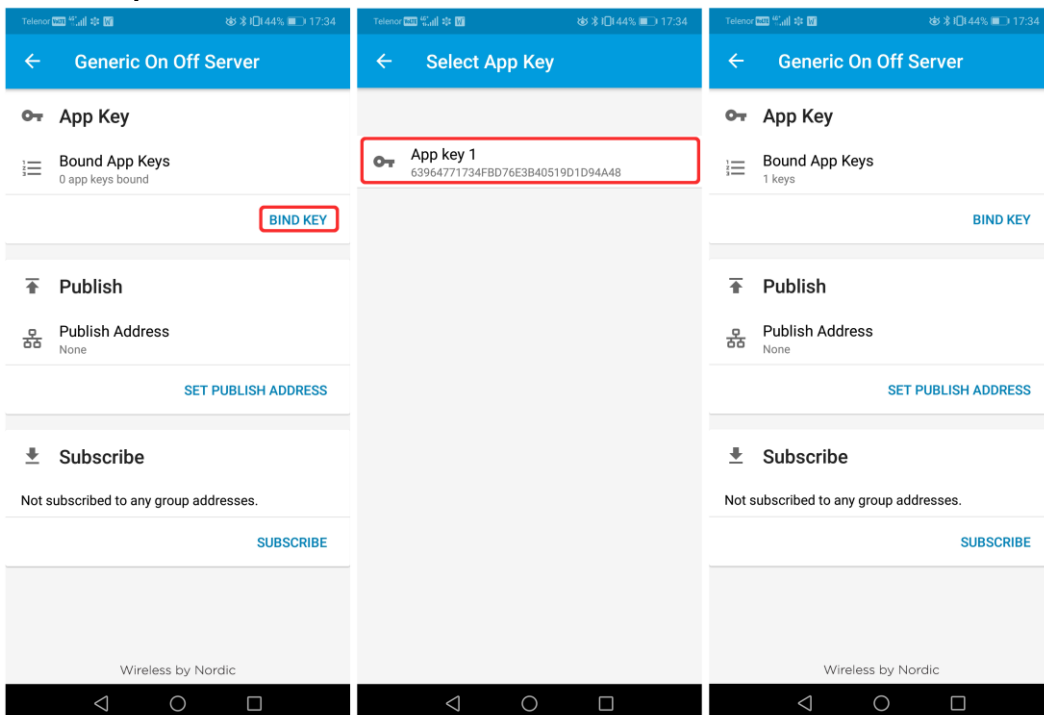 Telenor 44% 17:34
Generic On Off Server
App Key
Bound App Keys
0 app keys bound
BIND KEY
Publish
Publish Address
None
SET PUBLISH ADDRESS
Subscribe
Not subscribed to any group addresses.
SUBSCRIBE
Wireless by Nordic
Telenor 44% 17:34
Select App Key
App key 1
63964771734FBD76E3B40519D1D94A48
Telenor 44% 17:34
Generic On Off Server
App Key
Bound App Keys
1 keys
BIND KEY
Publish
Publish Address
None
SET PUBLISH ADDRESS
Subscribe
Not subscribed to any group addresses.
SUBSCRIBE
Wireless by Nordic